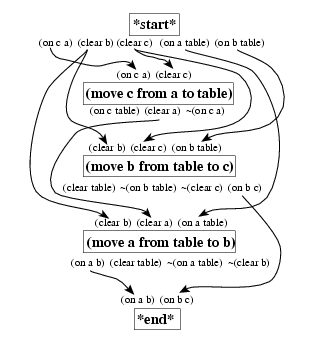 *start*
(on c a) (clear b) (clear c) (on a table) (on b table)
(on c a) (clear c)
(move c from a to table)
(on c table) (clear a) ~(on c a)
(clear b) (clear c) (on b table)
(move b from table to c)
(clear table) ~(on b table) ~(clear c) (on b c)
(clear b) (clear a) (on a table)
(move a from table to b)
(on a b) (clear table) ~(on a table) ~(clear b)
(on a b) (on b c)
*end*